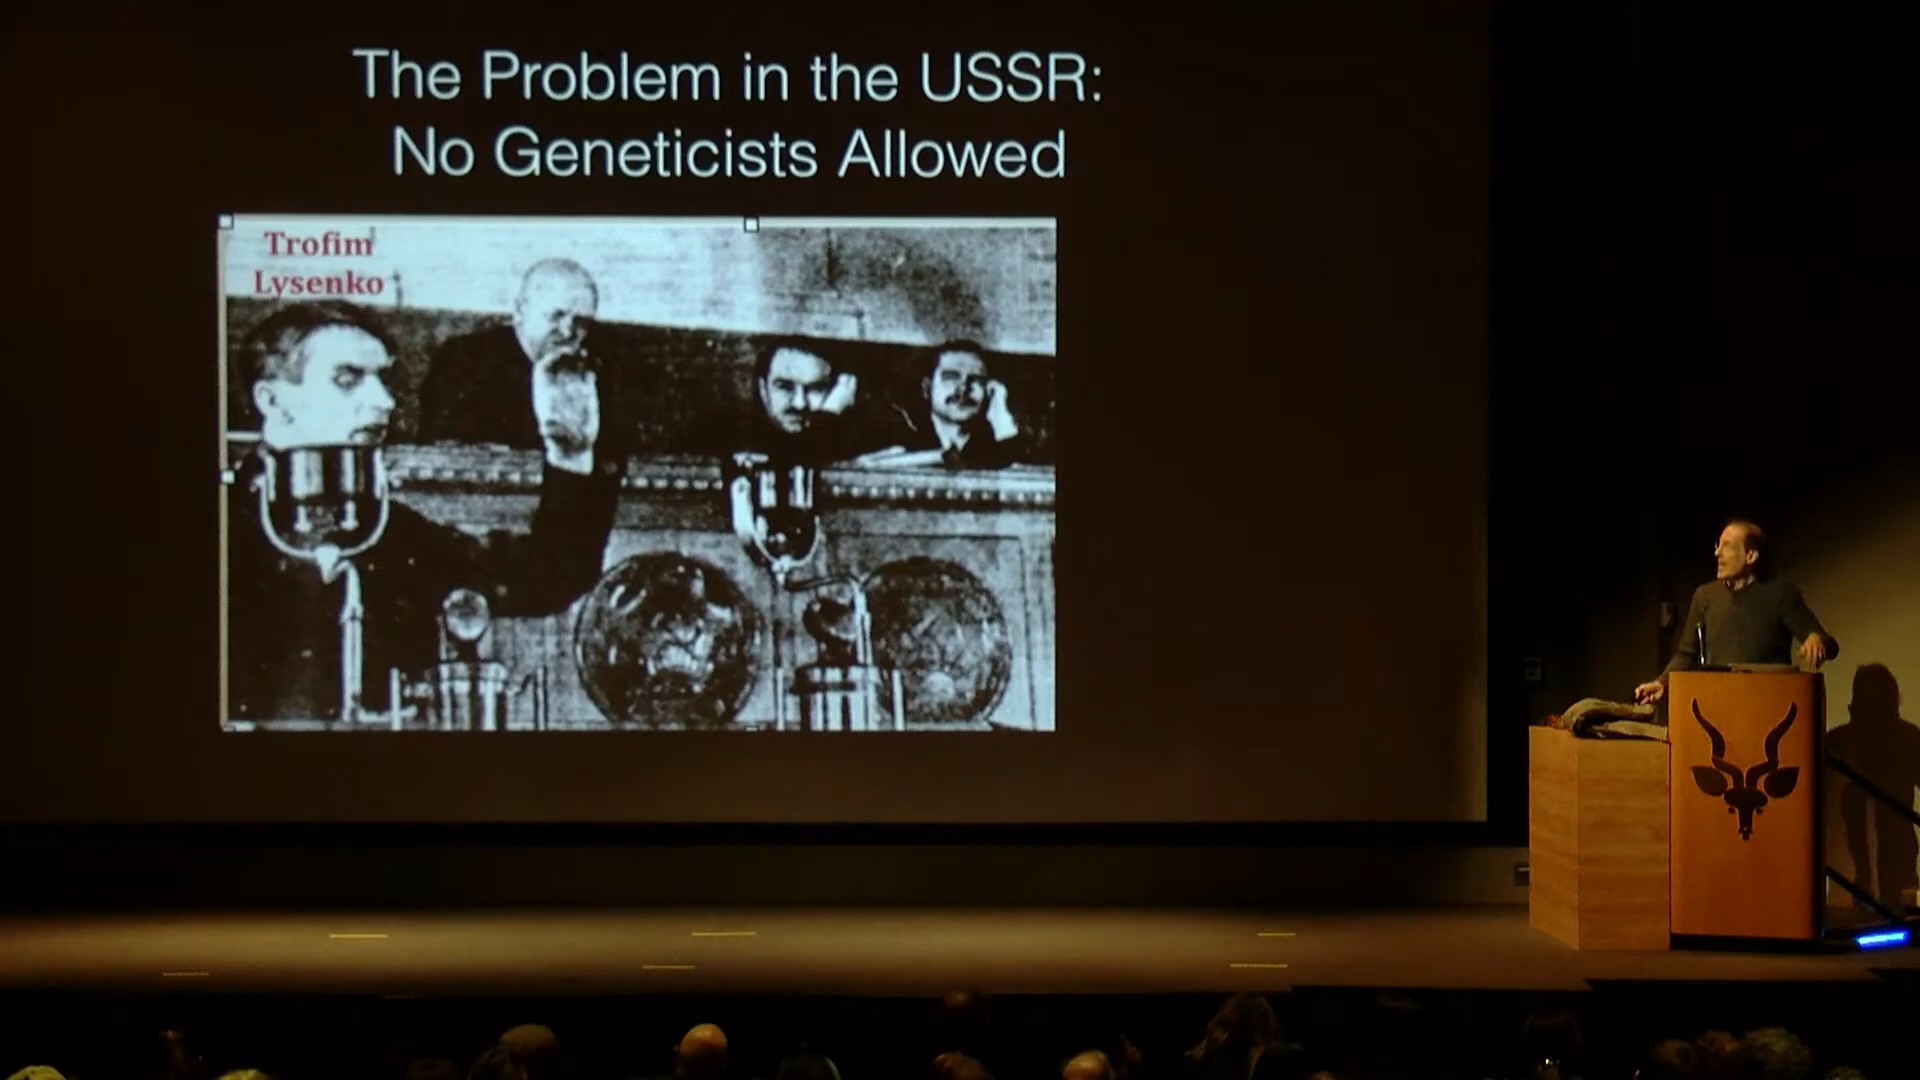 The Problem in the USSR:
No Geneticists Allowed
Trofim
Lysenko